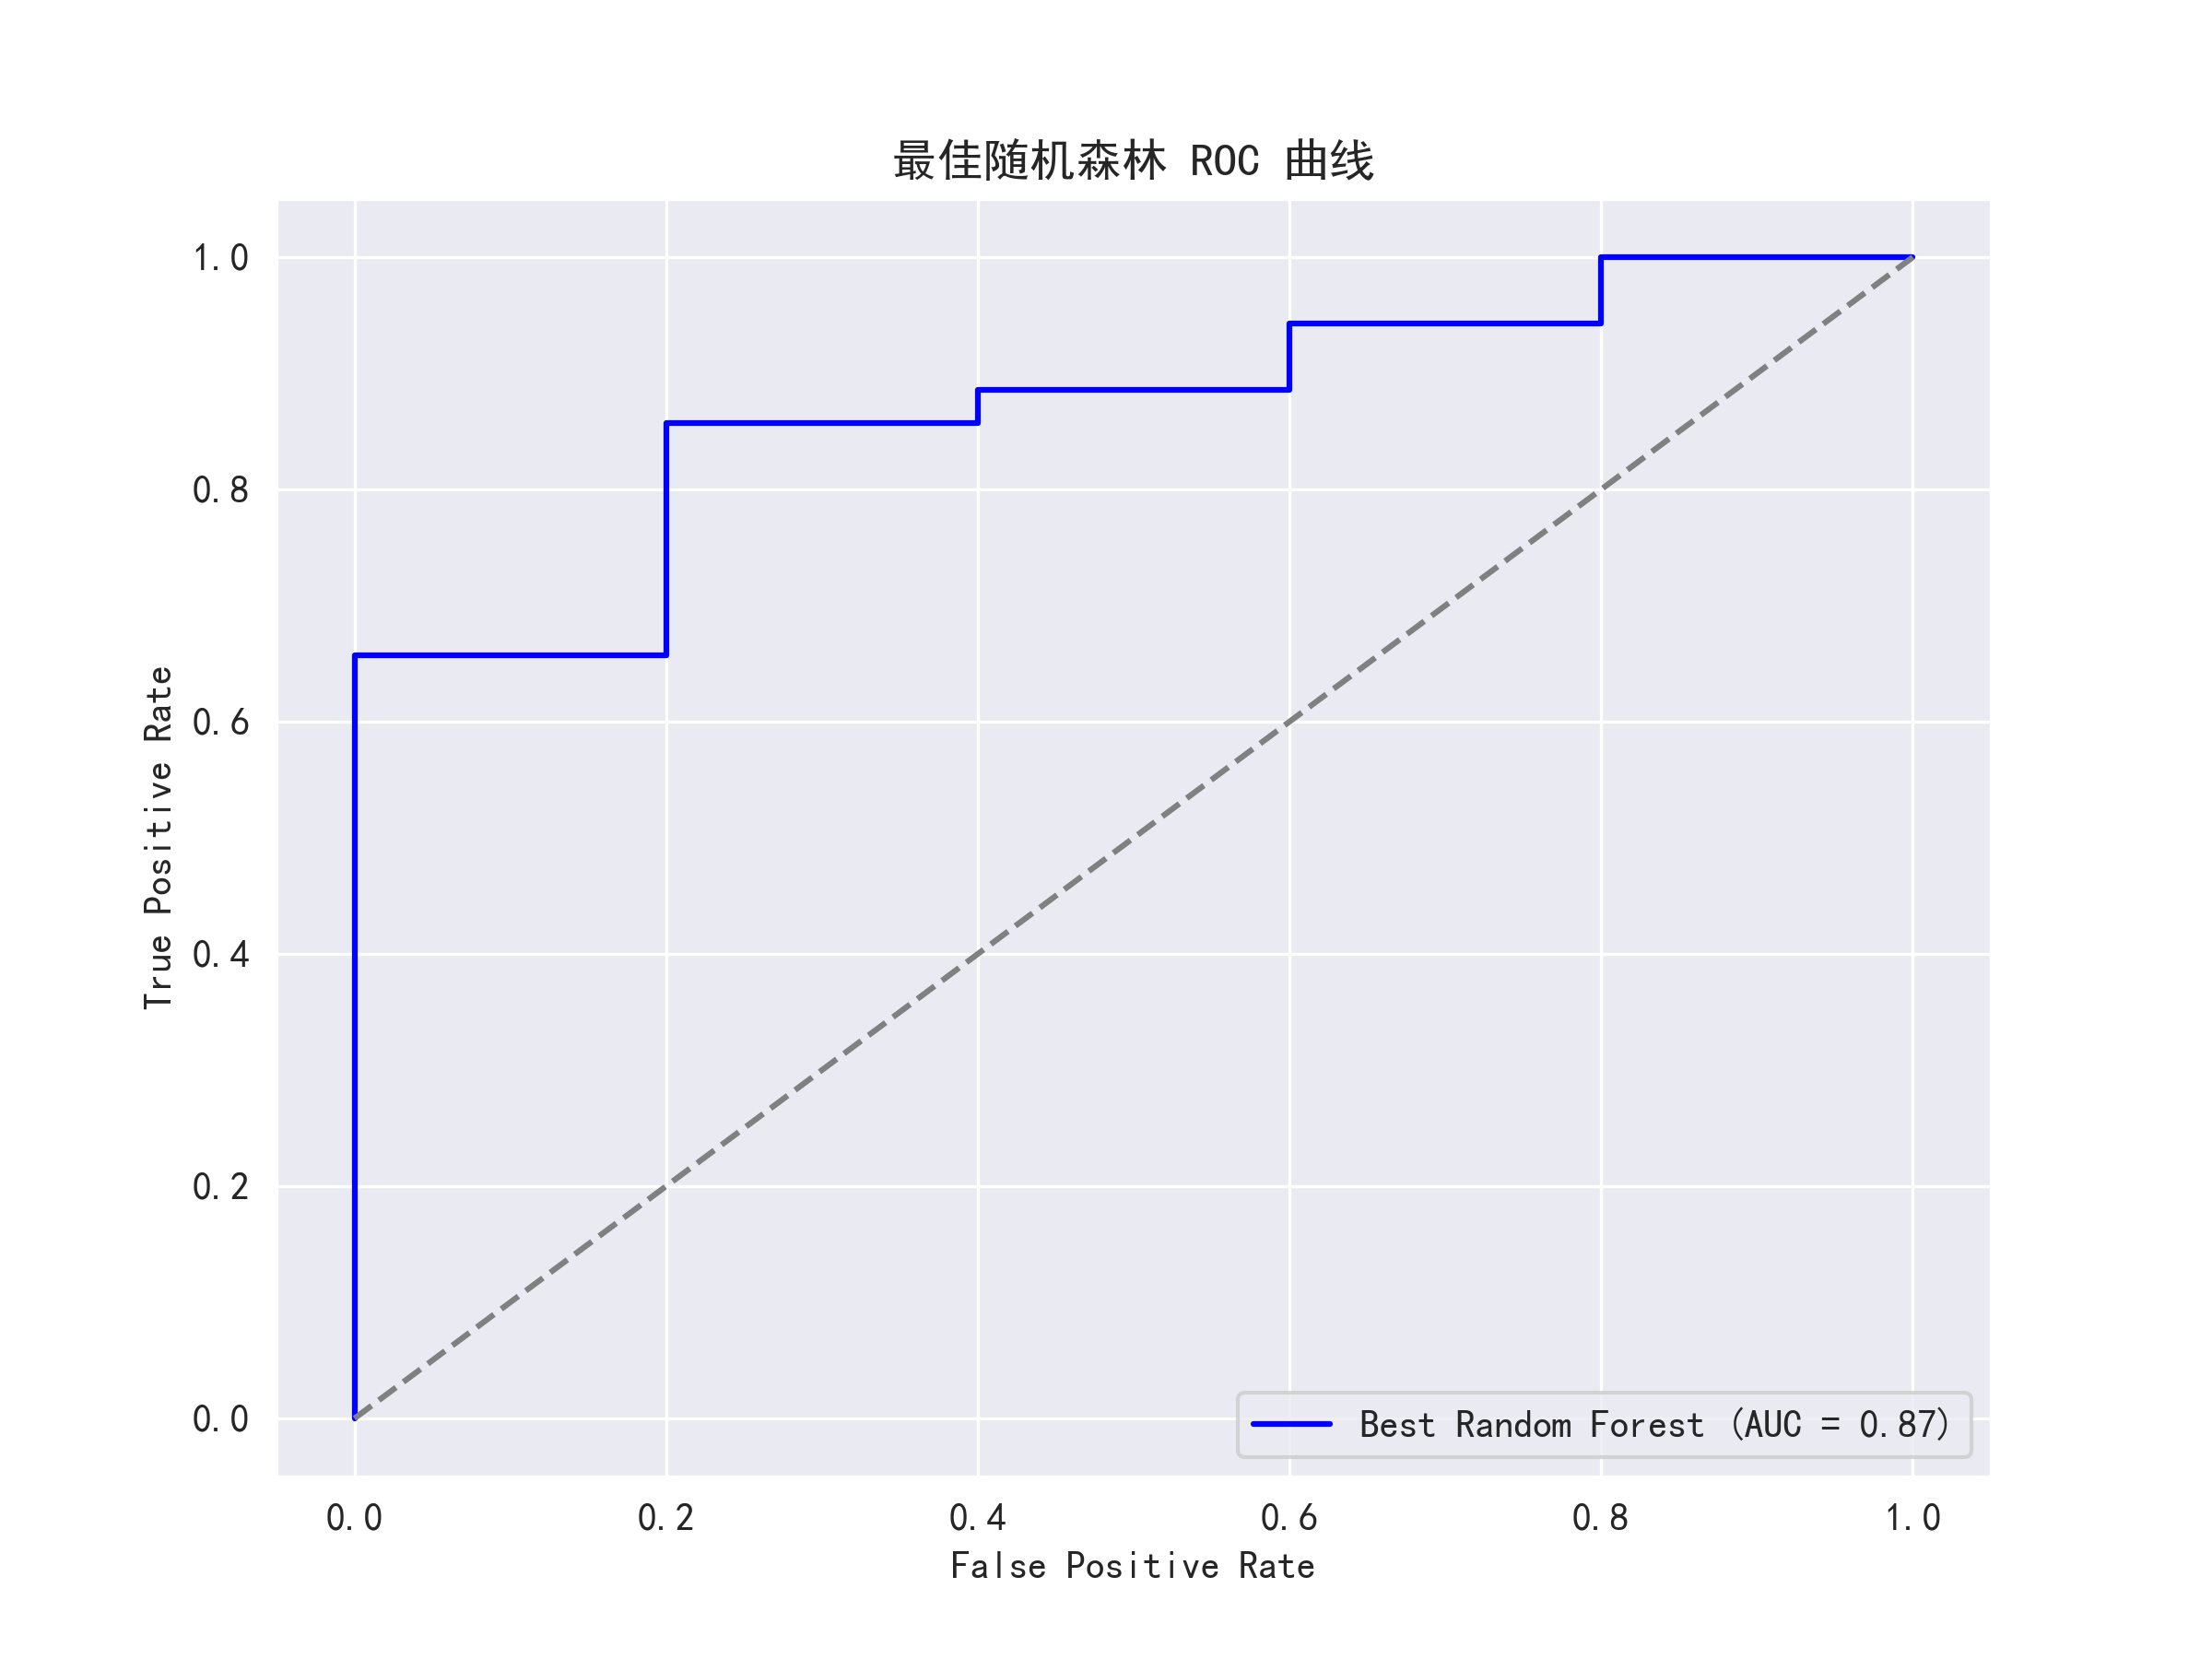 最佳随机森林 ROC 曲线
1.0
0.8
0.6
0.4
0.2
0.0
True Positive Rate
Best Random Forest (AUC = 0.87)
0.0 0.2 0.4 0.6 0.8 1.0
False Positive Rate